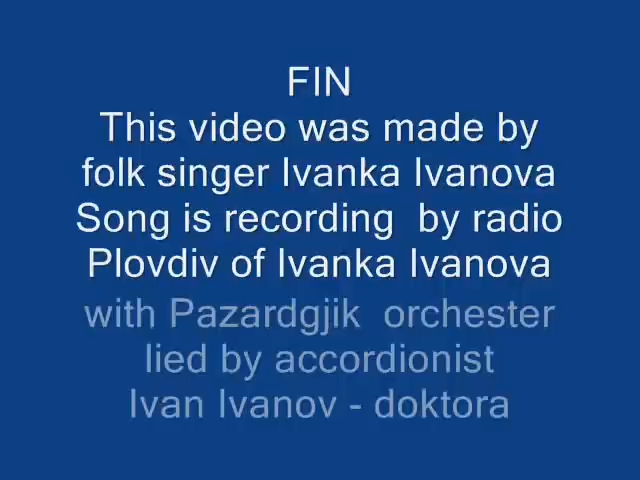 FIN
This video was made by
folk singer Ivanka Ivanova
Song is recording  by radio
Plovdiv of Ivanka Ivanova
with Pazardgjik  orchester
lied by accordionist
Ivan Ivanov - doktora